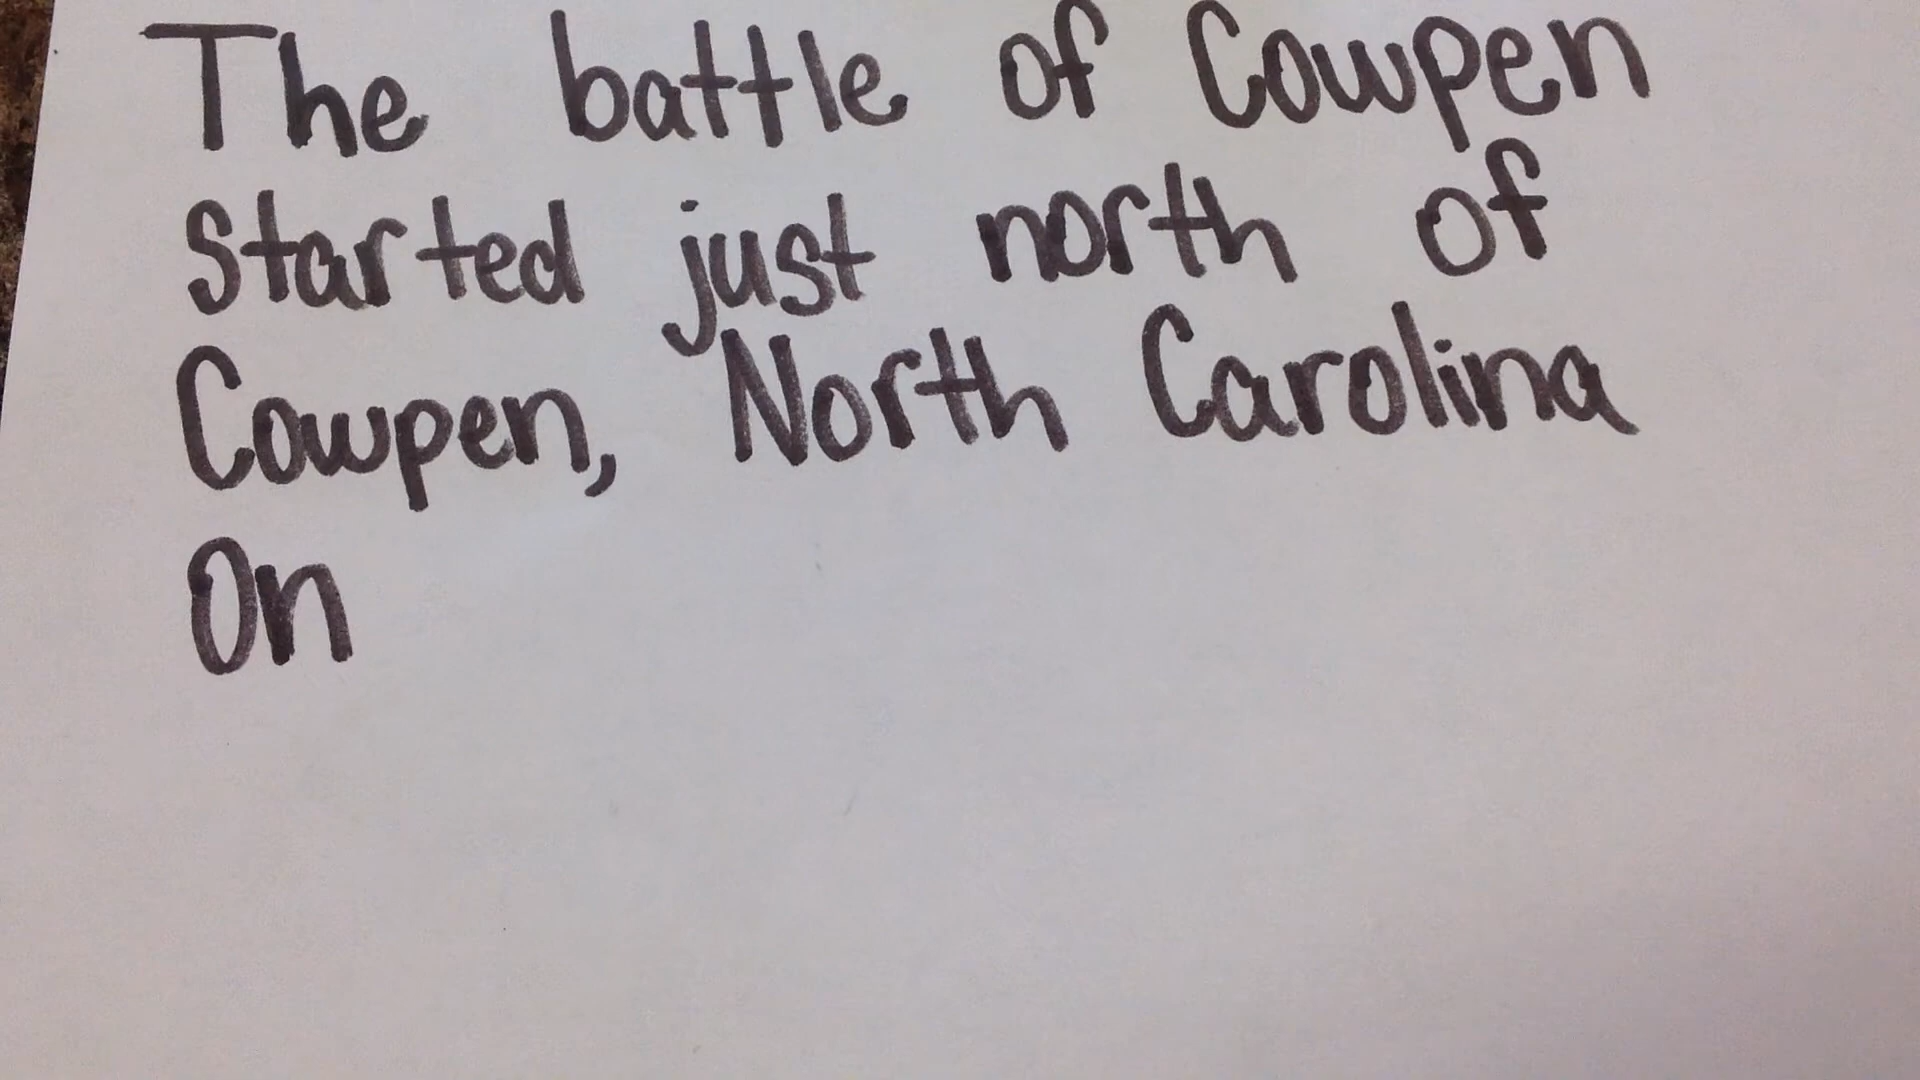 The battle of Cowpen
started just north of
Cowpen, North Carolina
On